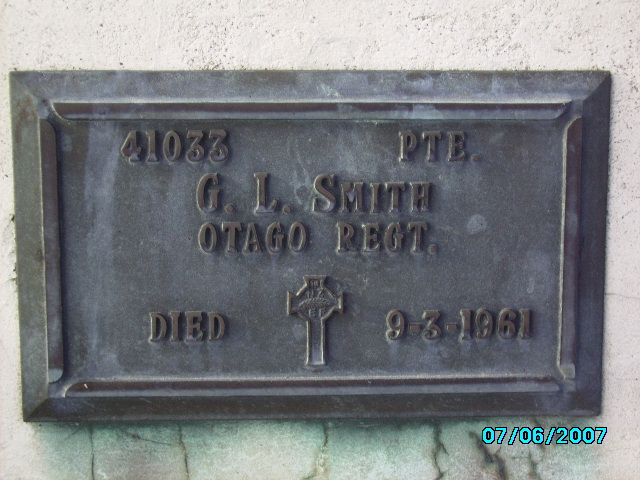 41033 PTE.
G. L. SMITH
OTAGO REGT.
DIED 9-3-1961
07/06/2007